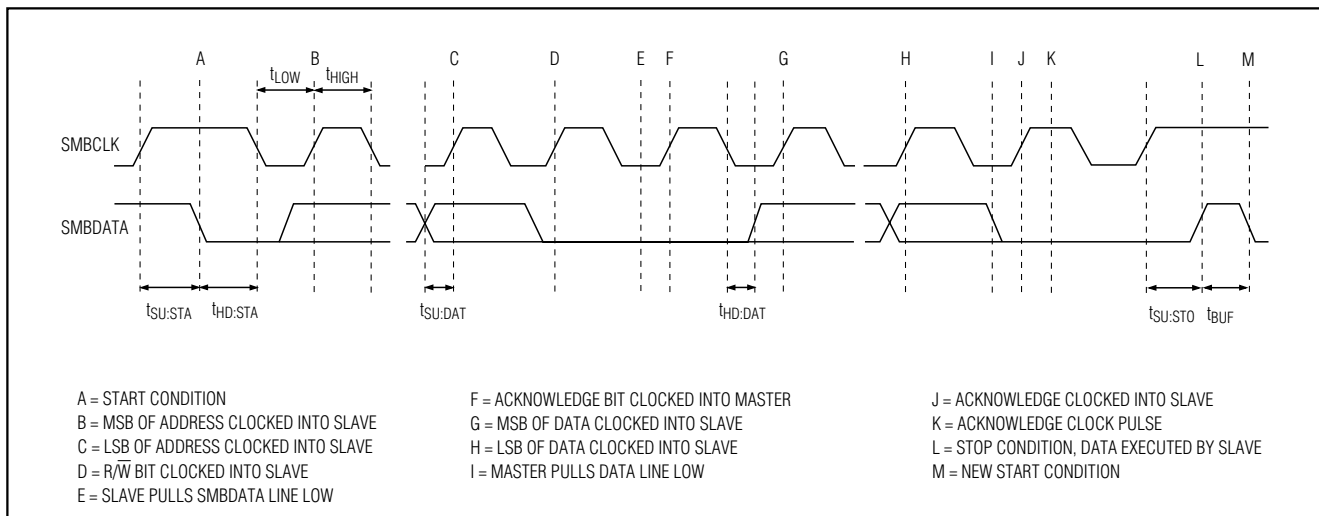 A B C D E F G H I J K L M
tLOW tHIGH
SMBCLK
SMBDATA
tSU:STA tHD:STA tSU:DAT tHD:DAT tSU:STO tBUF
A = START CONDITION
B = MSB OF ADDRESS CLOCKED INTO SLAVE
C = LSB OF ADDRESS CLOCKED INTO SLAVE
D = R/W̅ BIT CLOCKED INTO SLAVE
E = SLAVE PULLS SMBDATA LINE LOW
F = ACKNOWLEDGE BIT CLOCKED INTO MASTER
G = MSB OF DATA CLOCKED INTO SLAVE
H = LSB OF DATA CLOCKED INTO SLAVE
I = MASTER PULLS DATA LINE LOW
J = ACKNOWLEDGE CLOCKED INTO SLAVE
K = ACKNOWLEDGE CLOCK PULSE
L = STOP CONDITION, DATA EXECUTED BY SLAVE
M = NEW START CONDITION